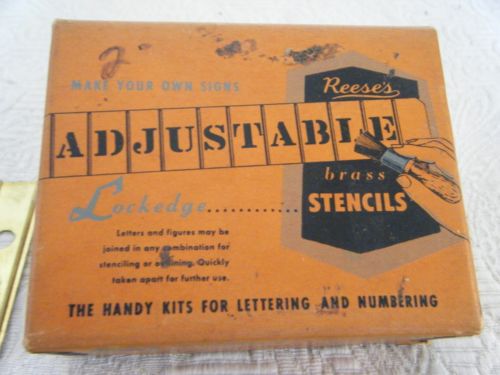 2
MAKE YOUR OWN SIGNS
Reese's
ADJUSTABLE
brass
Lockedge............ STENCILS
Letters and figures may be
joined in any combination for
stenciling or outlining. Quickly
taken apart for further use.
THE HANDY KITS FOR LETTERING AND NUMBERING